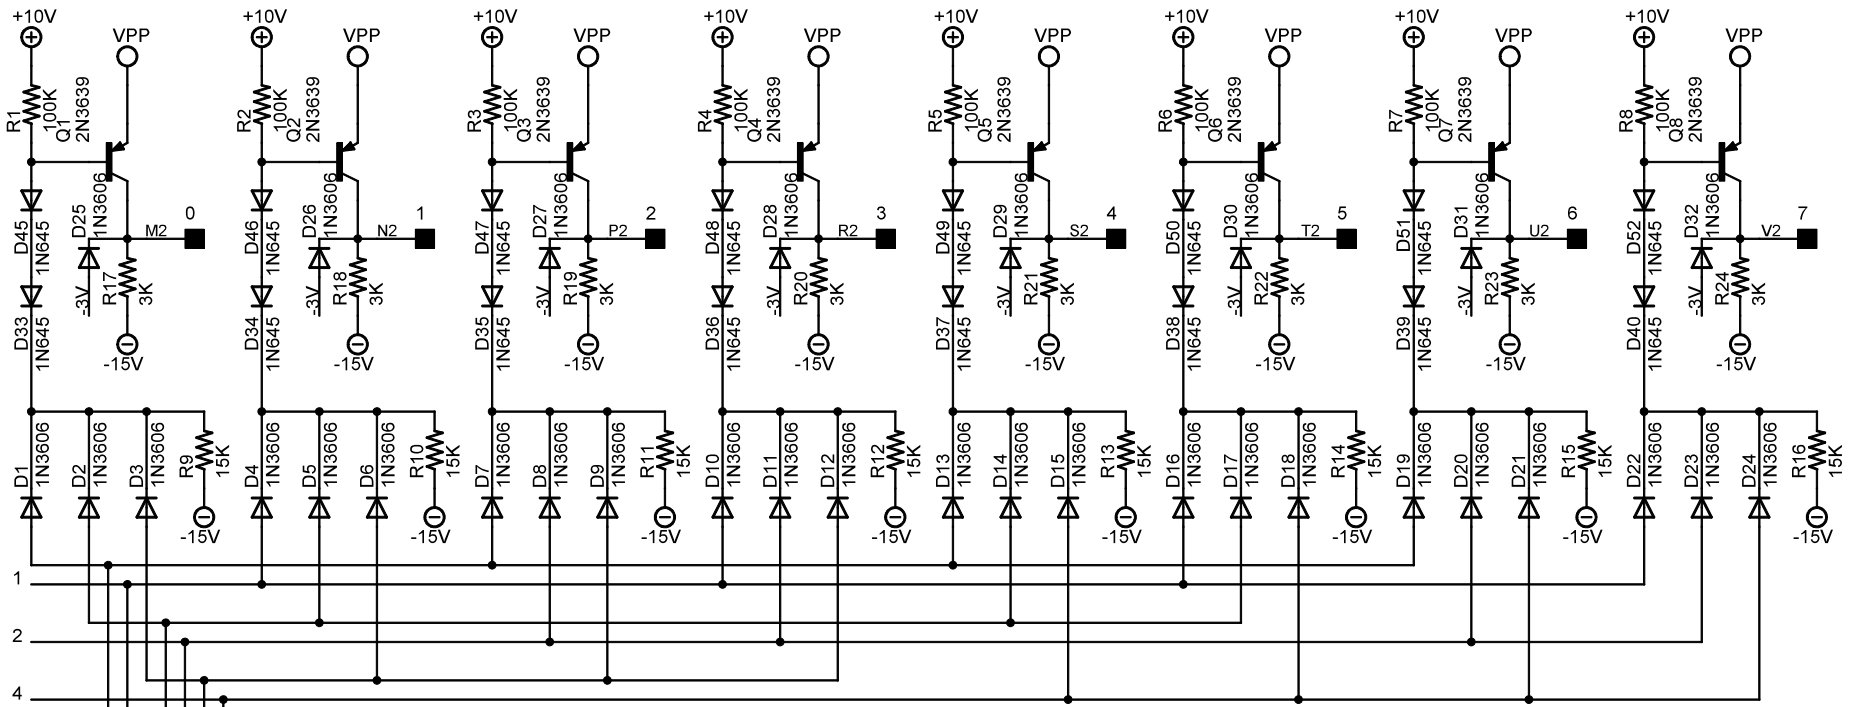 +10V +10V +10V +10V +10V +10V +10V +10V
VPP VPP VPP VPP VPP VPP VPP VPP
R1 100K Q1 2N3639
R2 100K Q2 2N3639
R3 100K Q3 2N3639
R4 100K Q4 2N3639
R5 100K Q5 2N3639
R6 100K Q6 2N3639
R7 100K Q7 2N3639
R8 100K Q8 2N3639
D45 1N645 D25 1N3606 M2 0
D46 1N645 D26 1N3606 N2 1
D47 1N645 D27 1N3606 P2 2
D48 1N645 D28 1N3606 R2 3
D49 1N645 D29 1N3606 S2 4
D50 1N645 D30 1N3606 T2 5
D51 1N645 D31 1N3606 U2 6
D52 1N645 D32 1N3606 V2 7
D33 1N645 -3V R17 3K
D34 1N645 -3V R18 3K
D35 1N645 -3V R19 3K
D36 1N645 -3V R20 3K
D37 1N645 -3V R21 3K
D38 1N645 -3V R22 3K
D39 1N645 -3V R23 3K
D40 1N645 -3V R24 3K
-15V -15V -15V -15V -15V -15V -15V -15V
D1 1N3606 D2 1N3606 D3 1N3606 R9 15K
D4 1N3606 D5 1N3606 D6 1N3606 R10 15K
D7 1N3606 D8 1N3606 D9 1N3606 R11 15K
D10 1N3606 D11 1N3606 D12 1N3606 R12 15K
D13 1N3606 D14 1N3606 D15 1N3606 R13 15K
D16 1N3606 D17 1N3606 D18 1N3606 R14 15K
D19 1N3606 D20 1N3606 D21 1N3606 R15 15K
D22 1N3606 D23 1N3606 D24 1N3606 R16 15K
-15V -15V -15V -15V -15V -15V -15V -15V
1
2
4